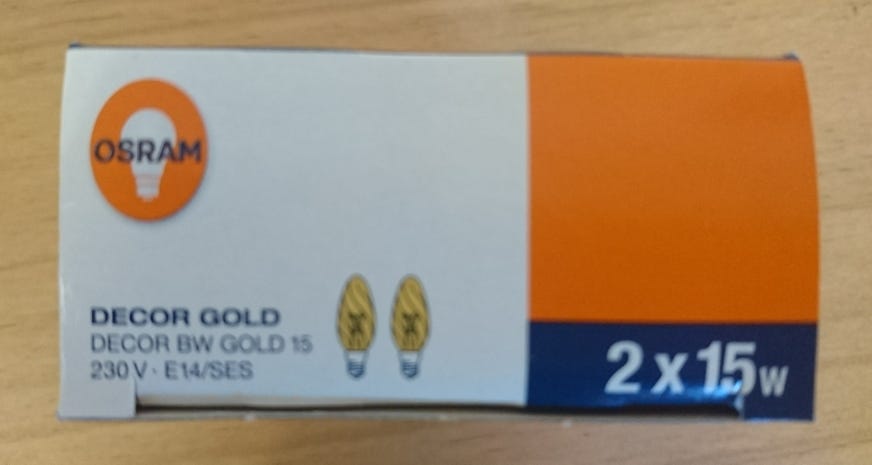 OSRAM
DECOR GOLD
DECOR BW GOLD 15
230 V · E14/SES
2 x 15 W